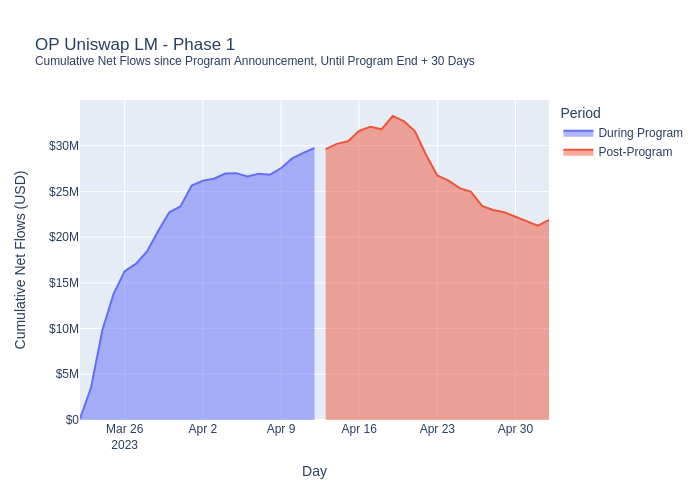 OP Uniswap LM - Phase 1
Cumulative Net Flows since Program Announcement, Until Program End + 30 Days
Period
During Program
Post-Program
Cumulative Net Flows (USD)
$30M
$25M
$20M
$15M
$10M
$5M
$0
Mar 26
2023
Apr 2
Apr 9
Apr 16
Apr 23
Apr 30
Day